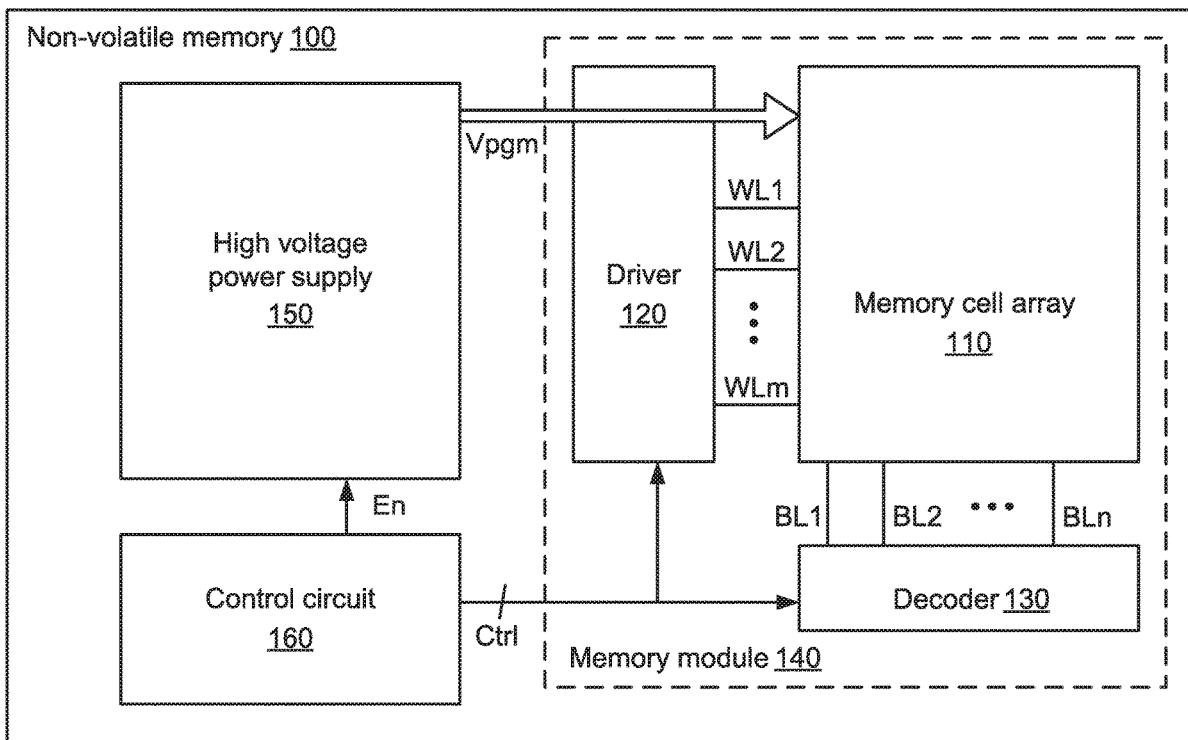 Non-volatile memory 100
Vpgm
High voltage
power supply
150
Driver
120
WL1
WL2
WLm
Memory cell array
110
En
BL1
BL2
BLn
Control circuit
160
Ctrl
Decoder 130
Memory module 140